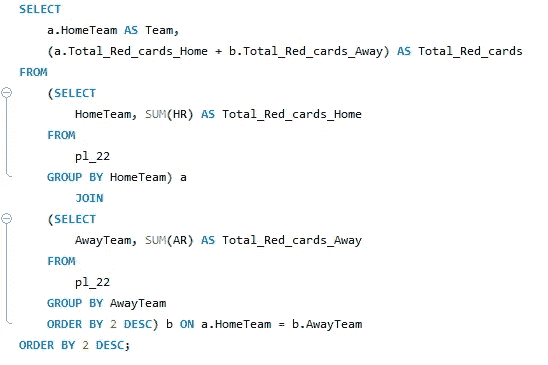 SELECT
a.HomeTeam AS Team,
(a.Total_Red_cards_Home + b.Total_Red_cards_Away) AS Total_Red_cards
FROM
(SELECT
HomeTeam, SUM(HR) AS Total_Red_cards_Home
FROM
pl_22
GROUP BY HomeTeam) a
JOIN
(SELECT
AwayTeam, SUM(AR) AS Total_Red_cards_Away
FROM
pl_22
GROUP BY AwayTeam
ORDER BY 2 DESC) b ON a.HomeTeam = b.AwayTeam
ORDER BY 2 DESC;